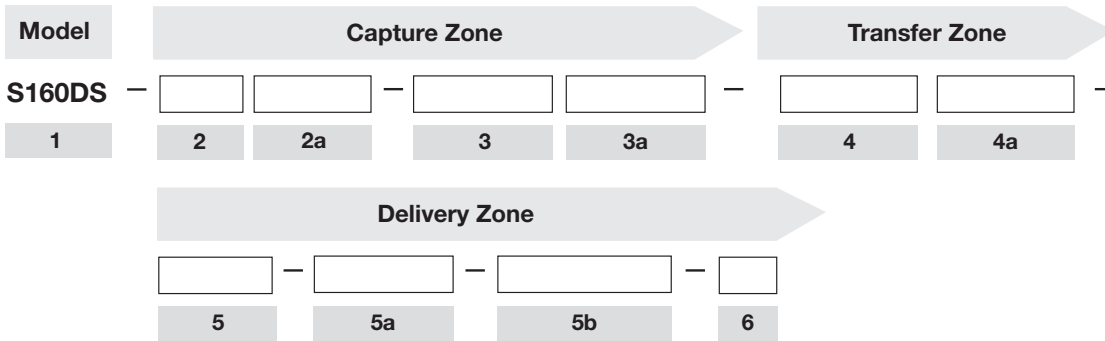 Model Capture Zone Transfer Zone
S160DS – – – –
1 2 2a 3 3a 4 4a
Delivery Zone
– – –
5 5a 5b 6